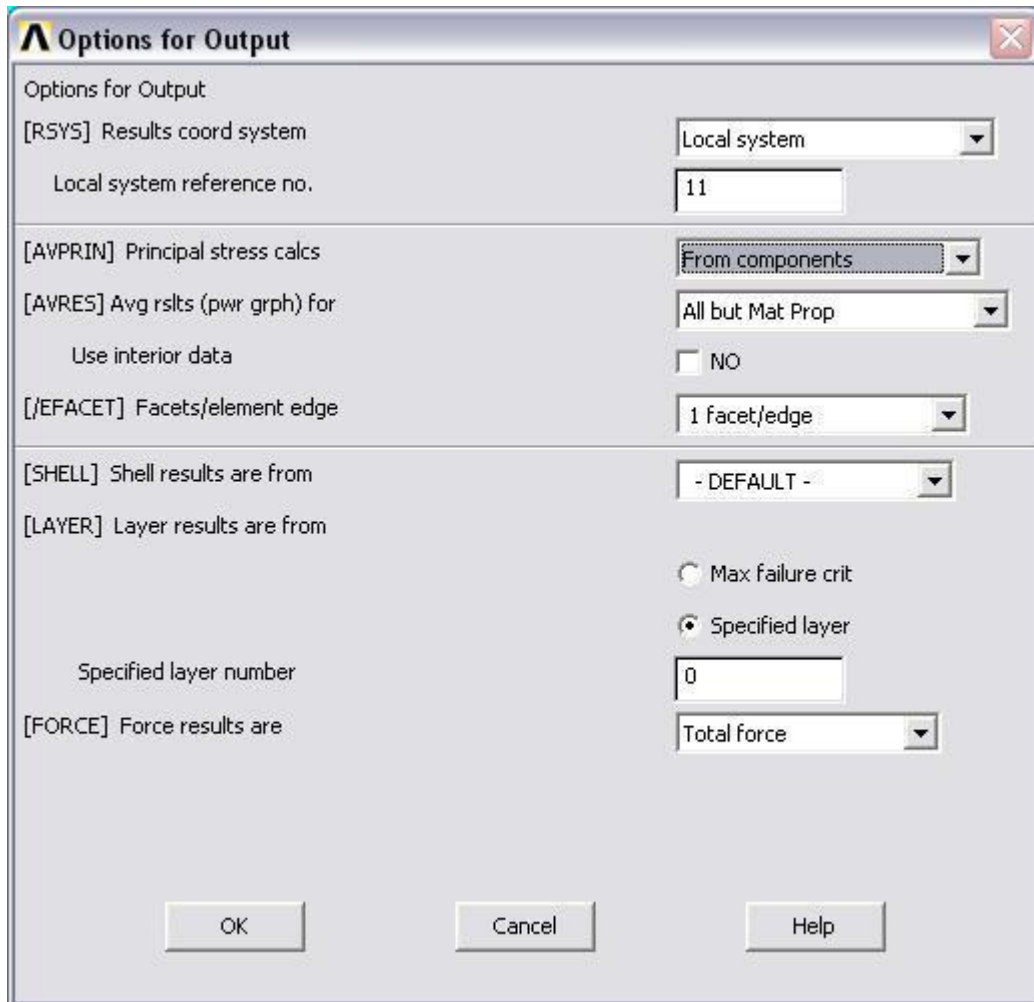 Options for Output
Options for Output
[RSYS] Results coord system Local system
Local system reference no. 11
[AVPRIN] Principal stress calcs From components
[AVRES] Avg rslts (pwr grph) for All but Mat Prop
Use interior data NO
[/EFACET] Facets/element edge 1 facet/edge
[SHELL] Shell results are from - DEFAULT -
[LAYER] Layer results are from
Max failure crit
Specified layer
Specified layer number 0
[FORCE] Force results are Total force
OK Cancel Help